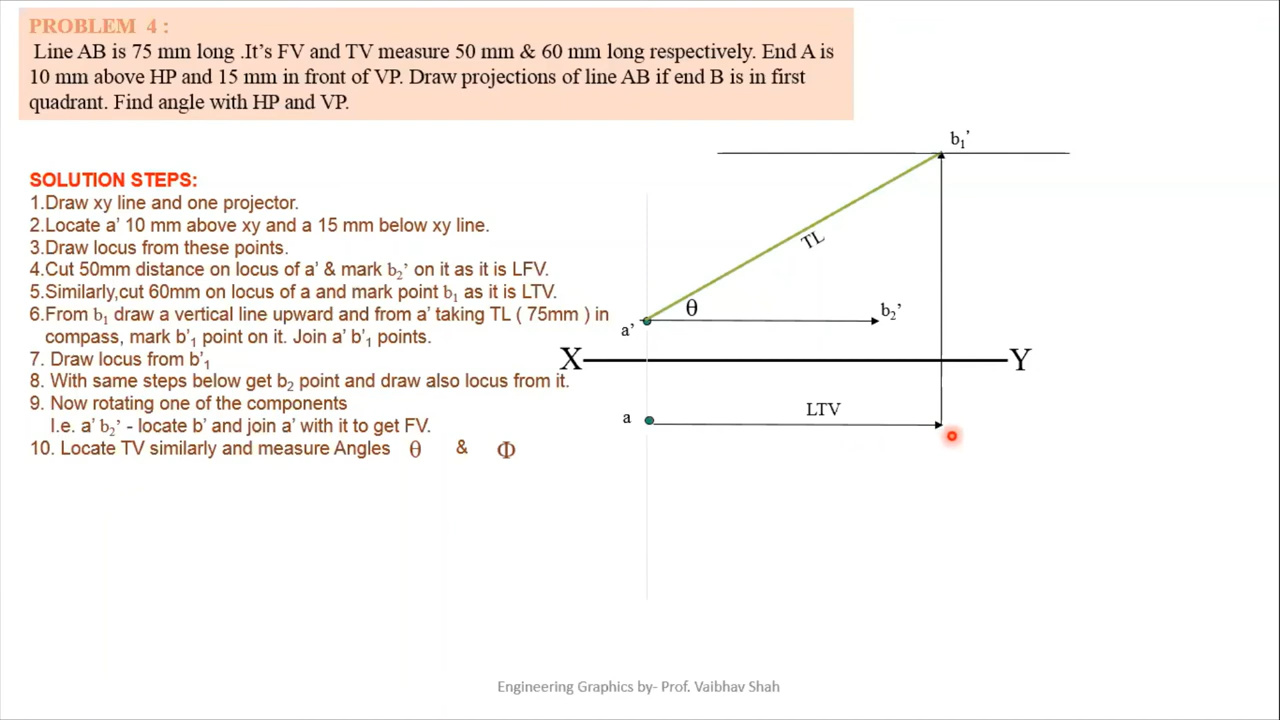 PROBLEM 4 :
Line AB is 75 mm long .It's FV and TV measure 50 mm & 60 mm long respectively. End A is
10 mm above HP and 15 mm in front of VP. Draw projections of line AB if end B is in first
quadrant. Find angle with HP and VP.
SOLUTION STEPS:
1.Draw xy line and one projector.
2.Locate a' 10 mm above xy and a 15 mm below xy line.
3.Draw locus from these points.
4.Cut 50mm distance on locus of a' & mark b₂' on it as it is LFV.
5.Similarly,cut 60mm on locus of a and mark point b₁ as it is LTV.
6.From b₁ draw a vertical line upward and from a' taking TL ( 75mm ) in
compass, mark b'₁ point on it. Join a' b'₁ points.
7. Draw locus from b'₁
8. With same steps below get b₂ point and draw also locus from it.
9. Now rotating one of the components
I.e. a' b₂' - locate b' and join a' with it to get FV.
10. Locate TV similarly and measure Angles θ & Φ
b₁'
TL
θ
b₂'
a'
X
Y
LTV
a
Engineering Graphics by- Prof. Vaibhav Shah